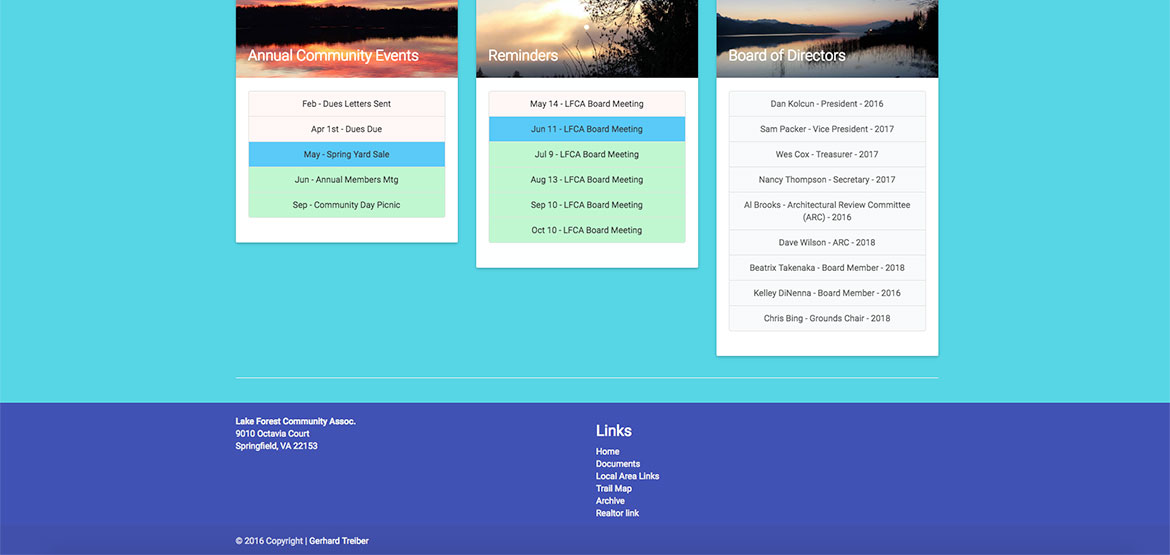 Annual Community Events
Feb - Dues Letters Sent
Apr 1st - Dues Due
May - Spring Yard Sale
Jun - Annual Members Mtg
Sep - Community Day Picnic
Reminders
May 14 - LFCA Board Meeting
Jun 11 - LFCA Board Meeting
Jul 9 - LFCA Board Meeting
Aug 13 - LFCA Board Meeting
Sep 10 - LFCA Board Meeting
Oct 10 - LFCA Board Meeting
Board of Directors
Dan Kolcun - President - 2016
Sam Packer - Vice President - 2017
Wes Cox - Treasurer - 2017
Nancy Thompson - Secretary - 2017
Al Brooks - Architectural Review Committee
(ARC) - 2016
Dave Wilson - ARC - 2018
Beatrix Takenaka - Board Member - 2018
Kelley DiNenna - Board Member - 2016
Chris Bing - Grounds Chair - 2018
Lake Forest Community Assoc.
9010 Octavia Court
Springfield, VA 22153
Links
Home
Documents
Local Area Links
Trail Map
Archive
Realtor link
© 2016 Copyright | Gerhard Treiber